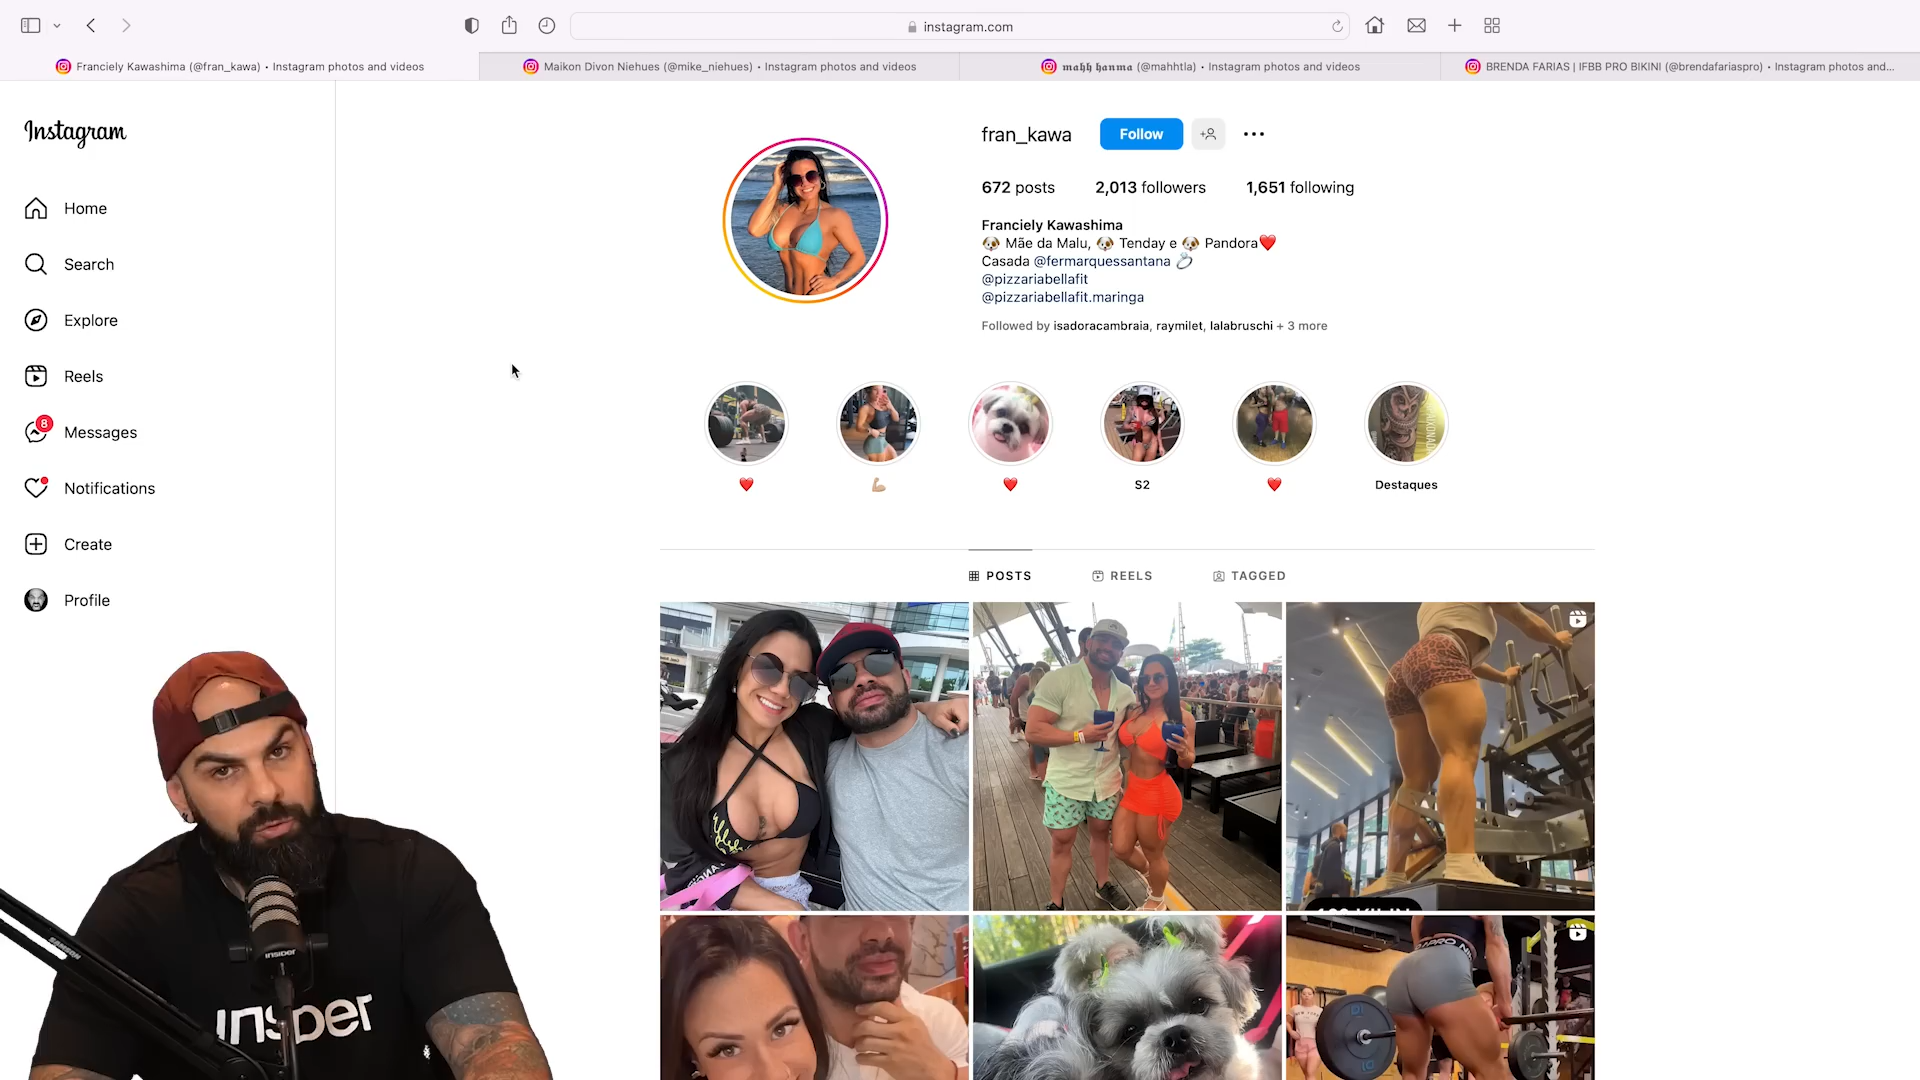 instagram.com
Franciely Kawashima (@fran_kawa) • Instagram photos and videos
Maikon Divon Niehues (@mike_niehues) • Instagram photos and videos
𝖒𝖆𝖍𝖍 𝖍𝖆𝖓𝖒𝖆 (@mahhtla) • Instagram photos and videos
BRENDA FARIAS | IFBB PRO BIKINI (@brendafariaspro) • Instagram photos and...
Instagram
Home
Search
Explore
Reels
8
Messages
Notifications
Create
Profile
fran_kawa
Follow
672 posts
2,013 followers
1,651 following
Franciely Kawashima
🐶 Mãe da Malu, 🐶 Tenday e 🐶 Pandora❤️
Casada @fermarquessantana 💍
@pizzariabellafit
@pizzariabellafit.maringa
Followed by isadoracambraia, raymilet, lalabruschi + 3 more
❤️
💪🏼
❤️
S2
❤️
Destaques
POSTS
REELS
TAGGED
SAMSON
INSIDER
INSIDER